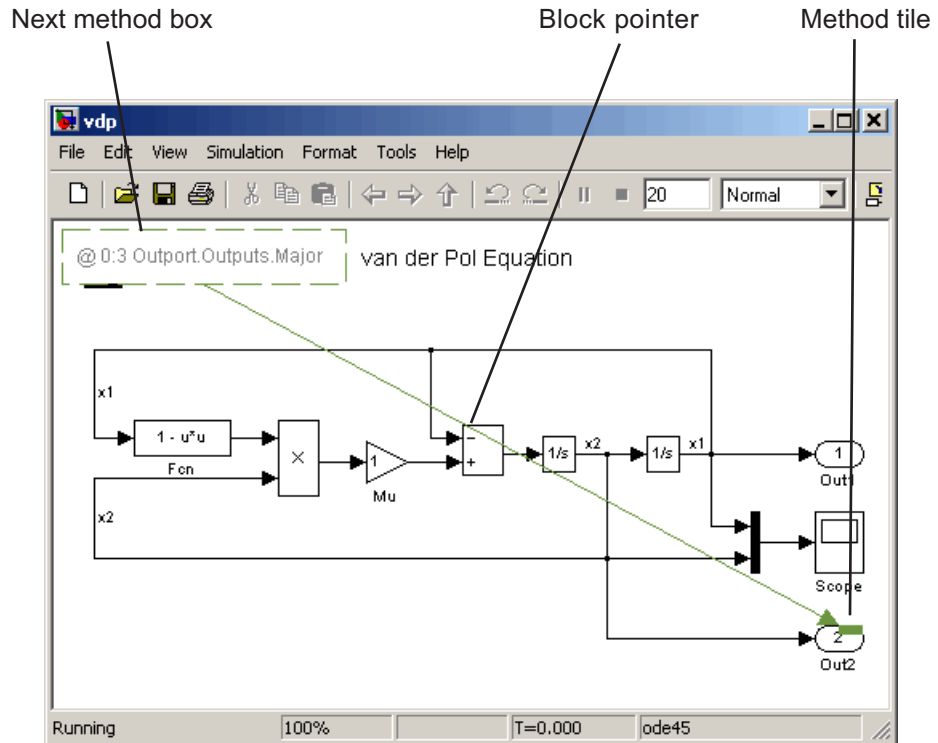 Next method box
Block pointer
Method tile
vdp
File Edit View Simulation Format Tools Help
20
Normal
@ 0:3 Outport.Outputs.Major
van der Pol Equation
x1
1 - u*u
Fcn
×
1
Mu
−
+
1/s
x2
1/s
x1
1
Out1
x2
Scope
2
Out2
Running 100% T=0.000 ode45